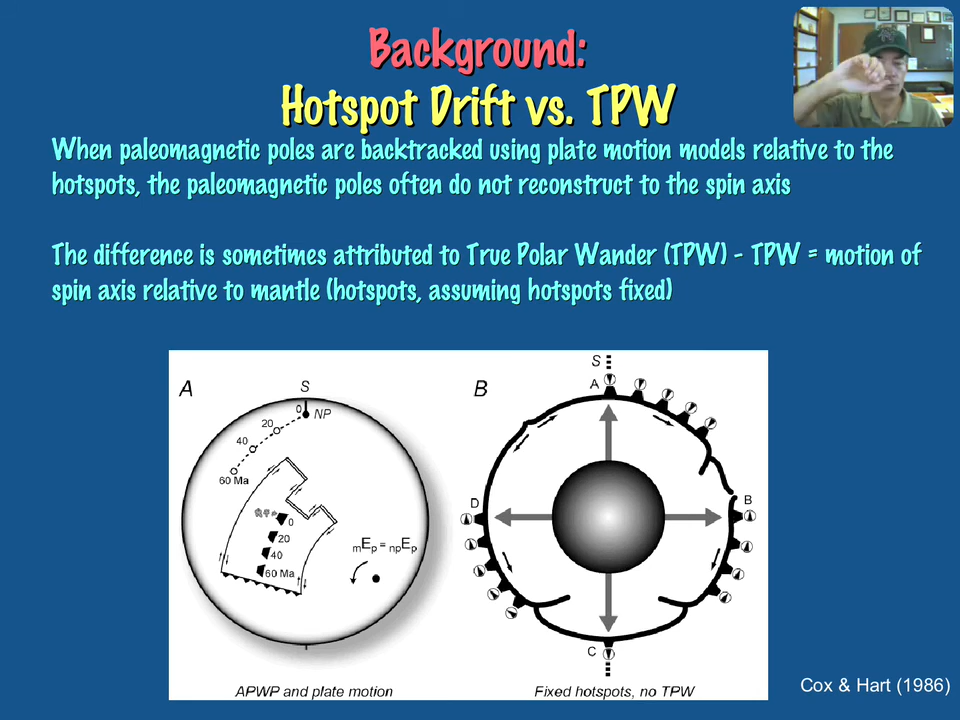 Background:
Hotspot Drift vs. TPW
When paleomagnetic poles are backtracked using plate motion models relative to the
hotspots, the paleomagnetic poles often do not reconstruct to the spin axis
The difference is sometimes attributed to True Polar Wander (TPW) - TPW = motion of
spin axis relative to mantle (hotspots, assuming hotspots fixed)
A
S
0
NP
20
40
60 Ma
0
20
40
60 Ma
mEp = npEp
APWP and plate motion
B
S
A
B
D
C
Fixed hotspots, no TPW
Cox & Hart (1986)